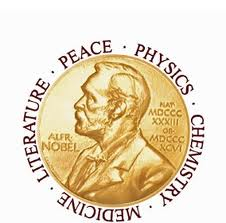 · PEACE · PHYSICS · CHEMISTRY · MEDICINE · LITERATURE
ALFR.
NOBEL
NAT.
MDCCC
XXXIII
OB.
MDCCC
XCVI